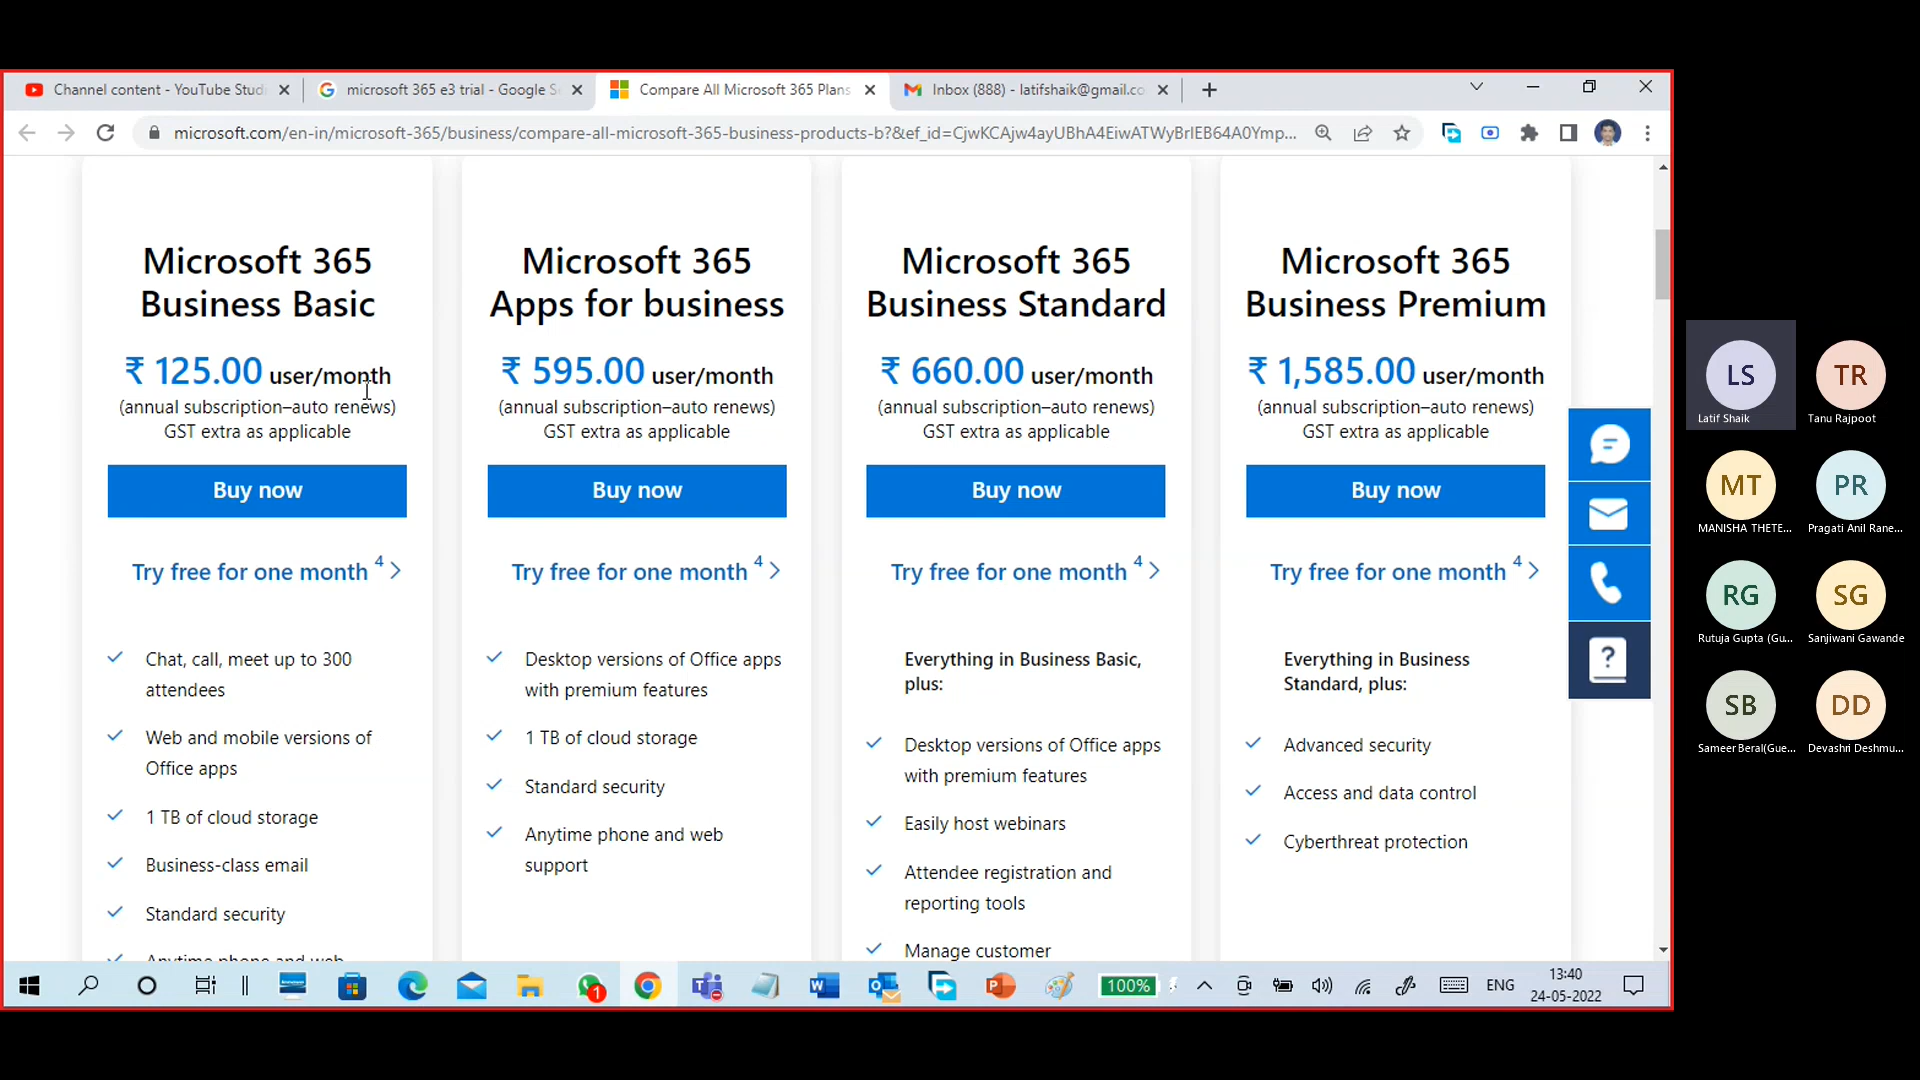 Channel content - YouTube Stud
microsoft 365 e3 trial - Google S
Compare All Microsoft 365 Plans
Inbox (888) - latifshaik@gmail.co
microsoft.com/en-in/microsoft-365/business/compare-all-microsoft-365-business-products-b?&ef_id=CjwKCAjw4ayUBhA4EiwATWyBrIEB64A0Ymp...
Microsoft 365
Business Basic
₹ 125.00 user/month
(annual subscription–auto renews)
GST extra as applicable
Buy now
Try free for one month 4
Chat, call, meet up to 300
attendees
Web and mobile versions of
Office apps
1 TB of cloud storage
Business-class email
Standard security
Anytime phone and web
Microsoft 365
Apps for business
₹ 595.00 user/month
(annual subscription–auto renews)
GST extra as applicable
Buy now
Try free for one month 4
Desktop versions of Office apps
with premium features
1 TB of cloud storage
Standard security
Anytime phone and web
support
Microsoft 365
Business Standard
₹ 660.00 user/month
(annual subscription–auto renews)
GST extra as applicable
Buy now
Try free for one month 4
Everything in Business Basic,
plus:
Desktop versions of Office apps
with premium features
Easily host webinars
Attendee registration and
reporting tools
Manage customer
Microsoft 365
Business Premium
₹ 1,585.00 user/month
(annual subscription–auto renews)
GST extra as applicable
Buy now
Try free for one month 4
Everything in Business
Standard, plus:
Advanced security
Access and data control
Cyberthreat protection
?
LS
Latif Shaik
TR
Tanu Rajpoot
MT
MANISHA THETE...
PR
Pragati Anil Rane...
RG
Rutuja Gupta (Gu...
SG
Sanjiwani Gawande
SB
Sameer Beral(Gue...
DD
Devashri Deshmu...
1
100%
ENG
13:40
24-05-2022